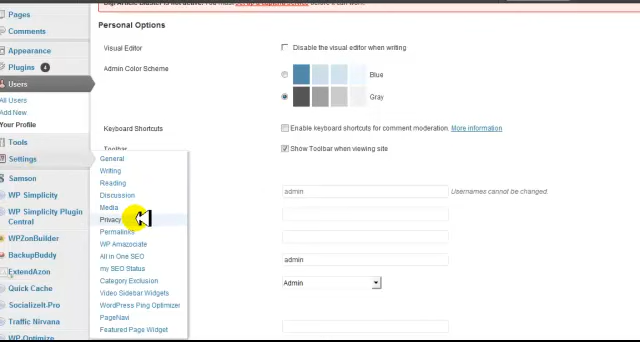 Pages
Comments
Appearance
Plugins 4
Users
All Users
Add New
Your Profile
Tools
Settings
Samson
WP Simplicity
WP Simplicity Plugin
Central
WPZonBuilder
BackupBuddy
ExtendAzon
Quick Cache
SocializeIt-Pro
Traffic Nirvana
WP-Optimize
General
Writing
Reading
Discussion
Media
Privacy
Permalinks
WP Amazociate
All in One SEO
my SEO Status
Category Exclusion
Video Sidebar Widgets
WordPress Ping Optimizer
PageNavi
Featured Page Widget
Personal Options
Visual Editor
Disable the visual editor when writing
Admin Color Scheme
Blue
Gray
Keyboard Shortcuts
Enable keyboard shortcuts for comment moderation. More information
Toolbar
Show Toolbar when viewing site
admin
Usernames cannot be changed.
admin
Admin